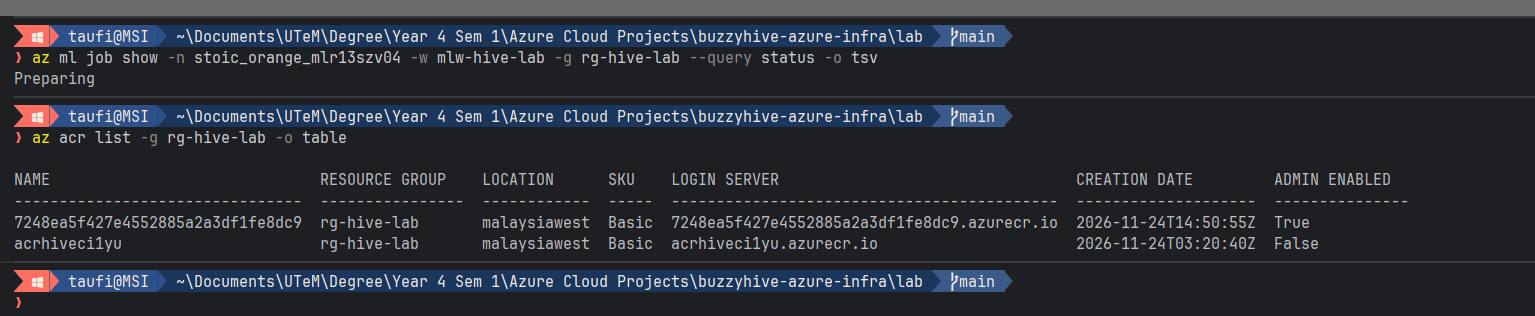 taufi@MSI ~\Documents\UTeM\Degree\Year 4 Sem 1\Azure Cloud Projects\buzzyhive-azure-infra\lab main
❯ az ml job show -n stoic_orange_mlr13szv04 -w mlw-hive-lab -g rg-hive-lab --query status -o tsv
Preparing
taufi@MSI ~\Documents\UTeM\Degree\Year 4 Sem 1\Azure Cloud Projects\buzzyhive-azure-infra\lab main
❯ az acr list -g rg-hive-lab -o table
NAME RESOURCE GROUP LOCATION SKU LOGIN SERVER CREATION DATE ADMIN ENABLED
-------------------------------- ---------------- ------------ ----- ------------------------------------------ -------------------- ---------------
7248ea5f427e4552885a2a3df1fe8dc9 rg-hive-lab malaysiawest Basic 7248ea5f427e4552885a2a3df1fe8dc9.azurecr.io 2026-11-24T14:50:55Z True
acrhiveci1yu rg-hive-lab malaysiawest Basic acrhiveci1yu.azurecr.io 2026-11-24T03:20:40Z False
taufi@MSI ~\Documents\UTeM\Degree\Year 4 Sem 1\Azure Cloud Projects\buzzyhive-azure-infra\lab main
❯